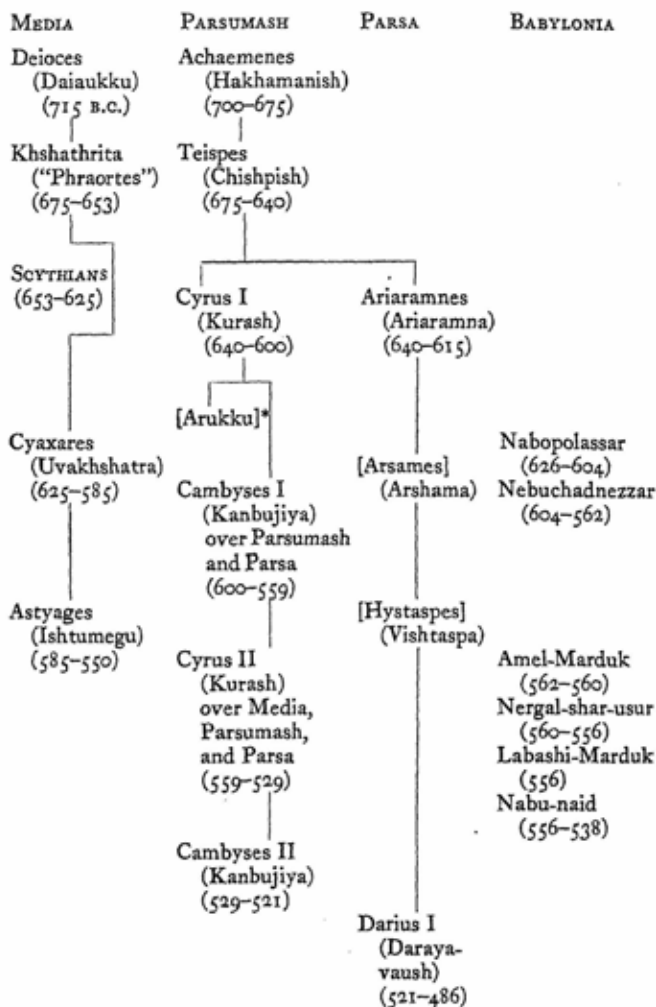 MEDIA
Deioces
(Daiaukku)
(715 B.C.)
Khshathrita
("Phraortes")
(675–653)
SCYTHIANS
(653–625)
Cyaxares
(Uvakhshatra)
(625–585)
Astyages
(Ishtumegu)
(585–550)
PARSUMASH
Achaemenes
(Hakhamanish)
(700–675)
Teispes
(Chishpish)
(675–640)
Cyrus I
(Kurash)
(640–600)
[Arukku]*
Cambyses I
(Kanbujiya)
over Parsumash
and Parsa
(600–559)
Cyrus II
(Kurash)
over Media,
Parsumash,
and Parsa
(559–529)
Cambyses II
(Kanbujiya)
(529–521)
PARSA
Ariaramnes
(Ariaramna)
(640–615)
[Arsames]
(Arshama)
[Hystaspes]
(Vishtaspa)
Darius I
(Daraya-
vaush)
(521–486)
BABYLONIA
Nabopolassar
(626–604)
Nebuchadnezzar
(604–562)
Amel-Marduk
(562–560)
Nergal-shar-usur
(560–556)
Labashi-Marduk
(556)
Nabu-naid
(556–538)